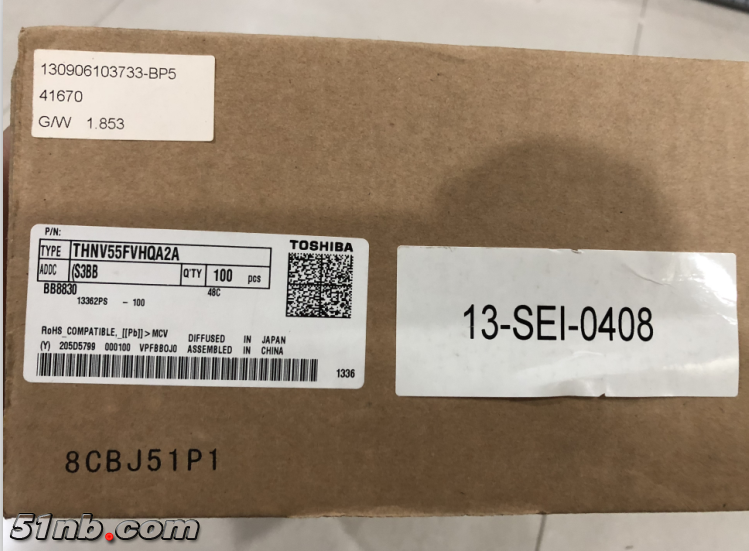 130906103733-BP5
41670
G/W 1.853
P/N:
TOSHIBA
TYPE THNV55FVHQA2A
ADDC (S3BB Q'TY 100 pcs
BB8830 48C
13362PS - 100
RoHS COMPATIBLE, [[Pb]]>MCV DIFFUSED IN JAPAN
(Y) 205D5799 000100 VPFBBOJ0 ASSEMBLED IN CHINA
1336
13-SEI-0408
8CBJ51P1
51nb.com